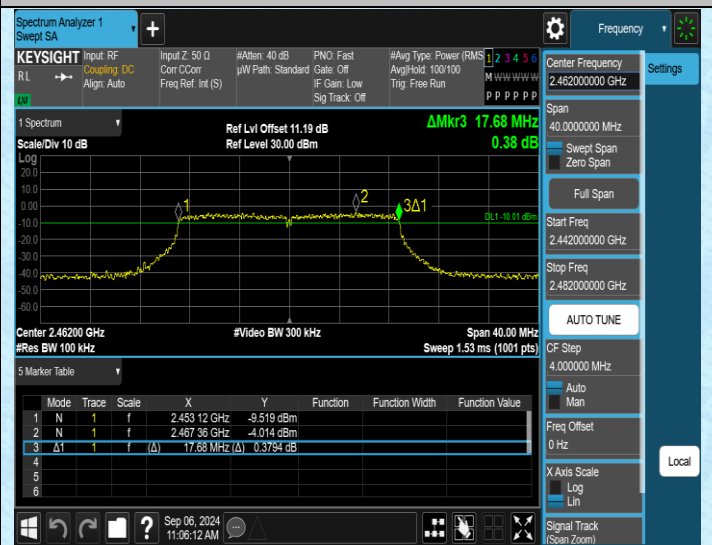 Spectrum Analyzer 1
Swept SA
+
Frequency
KEYSIGHT
RL
LXI
Input: RF
Coupling: DC
Align: Auto
Input Z: 50 Ω
Corr CCorr
Freq Ref: Int (S)
#Atten: 40 dB
µW Path: Standard
PNO: Fast
Gate: Off
IF Gain: Low
Sig Track: Off
#Avg Type: Power (RMS
Avg|Hold: 100/100
Trig: Free Run
1 2 3 4 5 6
M W W W W W
P P P P P P
1 Spectrum
Scale/Div 10 dB
Ref Lvl Offset 11.19 dB
Ref Level 30.00 dBm
ΔMkr3 17.68 MHz
0.38 dB
Log
20.0
10.0
0.00
-10.0
-20.0
-30.0
-40.0
-50.0
-60.0
1
2
3Δ1
DL1 -10.01 dBm
Center 2.46200 GHz
#Res BW 100 kHz
#Video BW 300 kHz
Span 40.00 MHz
Sweep 1.53 ms (1001 pts)
5 Marker Table
Mode Trace Scale X Y Function Function Width Function Value
1 N 1 f 2.453 12 GHz -9.519 dBm
2 N 1 f 2.467 36 GHz -4.014 dBm
3 Δ1 1 f (Δ) 17.68 MHz (Δ) 0.3794 dB
4
5
6
Sep 06, 2024
11:06:12 AM
Center Frequency
2.462000000 GHz
Span
40.0000000 MHz
Swept Span
Zero Span
Full Span
Start Freq
2.442000000 GHz
Stop Freq
2.482000000 GHz
AUTO TUNE
CF Step
4.000000 MHz
Auto
Man
Freq Offset
0 Hz
X Axis Scale
Log
Lin
Signal Track
(Span Zoom)
Settings
Local